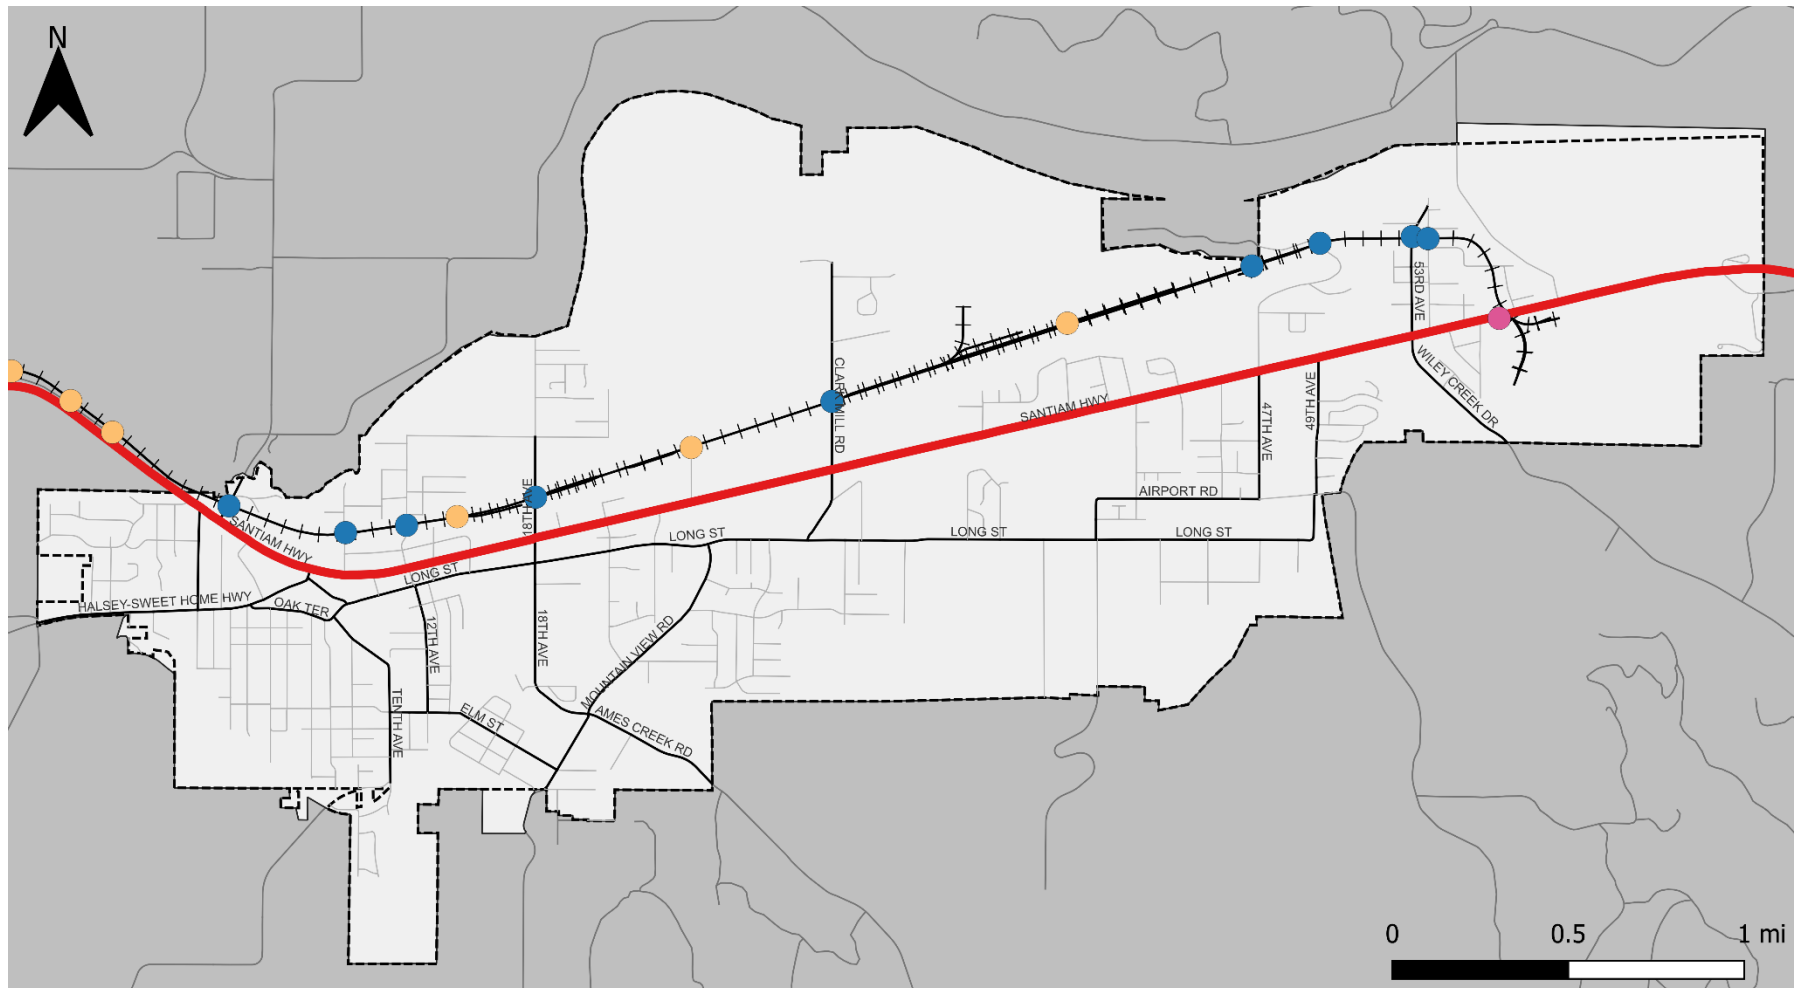 N
53RD AVE
CLARK MILL RD
WILEY CREEK DR
SANTIAM HWY
47TH AVE
49TH AVE
18TH AVE
AIRPORT RD
SANTIAM HWY
LONG ST
LONG ST
LONG ST
LONG ST
HALSEY-SWEET HOME HWY
OAK TER
12TH AVE
18TH AVE
MOUNTAIN VIEW RD
TENTH AVE
ELM ST
AMES CREEK RD
0 0.5 1 mi